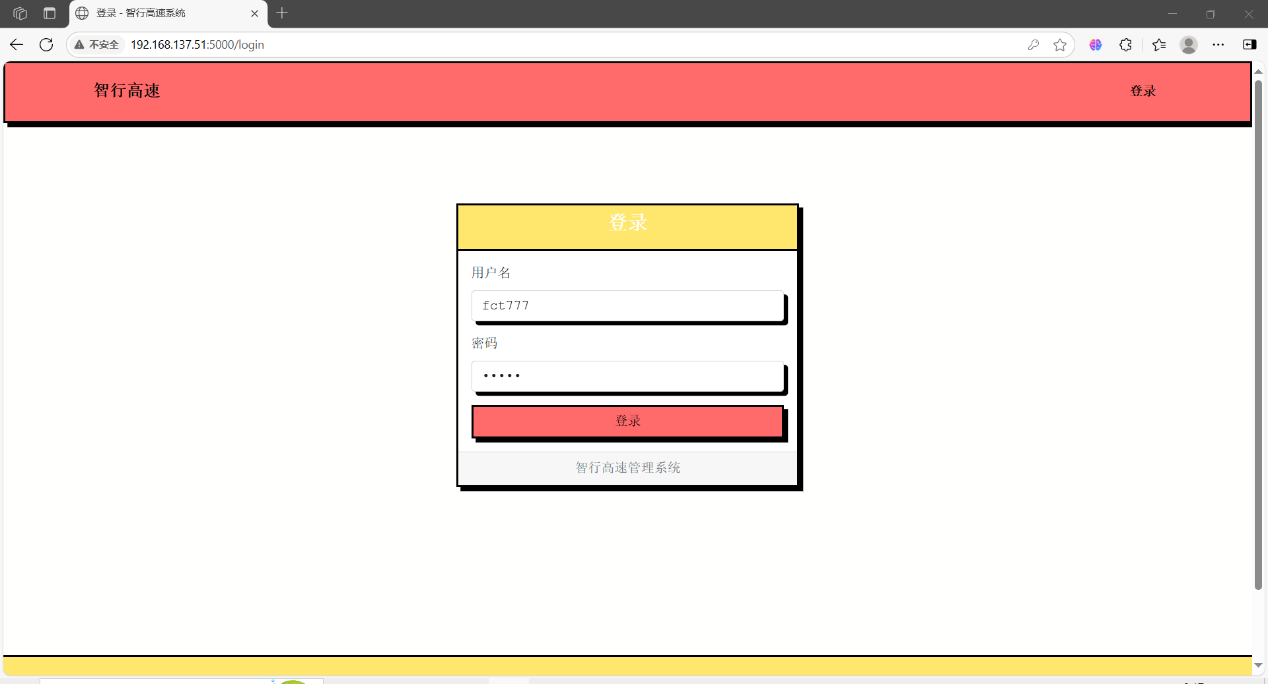 登录 - 智行高速系统
不安全 192.168.137.51:5000/login
智行高速
登录
登录
用户名
fct777
密码
•••••
登录
智行高速管理系统